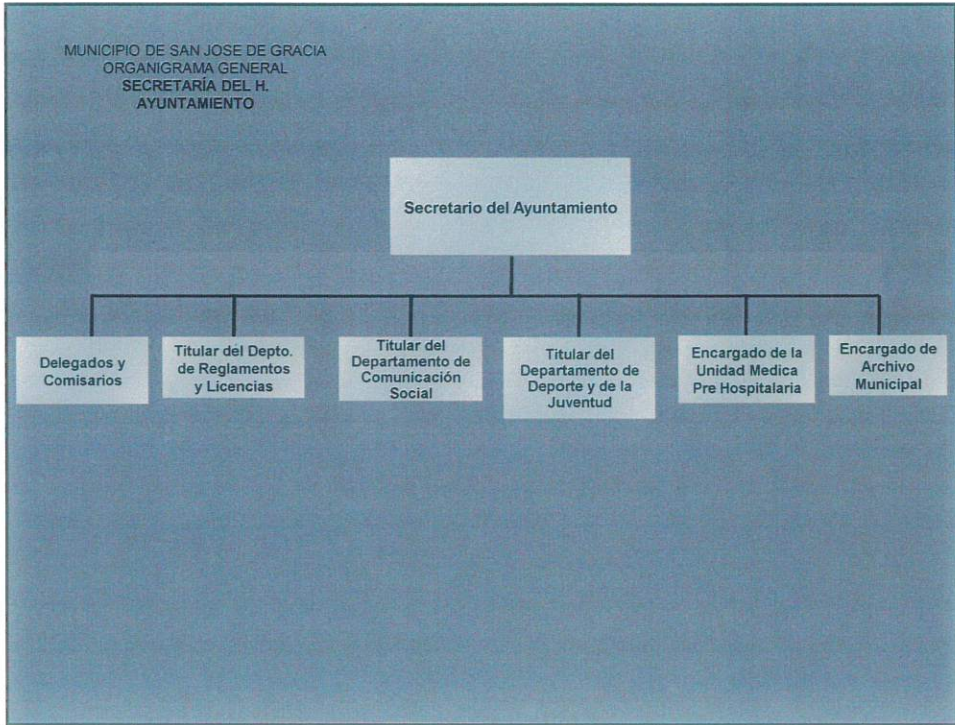 MUNICIPIO DE SAN JOSE DE GRACIA
ORGANIGRAMA GENERAL
SECRETARÍA DEL H.
AYUNTAMIENTO
Secretario del Ayuntamiento
Delegados y
Comisarios
Titular del Depto.
de Reglamentos
y Licencias
Titular del
Departamento de
Comunicación
Social
Titular del
Departamento de
Deporte y de la
Juventud
Encargado de la
Unidad Medica
Pre Hospitalaria
Encargado de
Archivo
Municipal